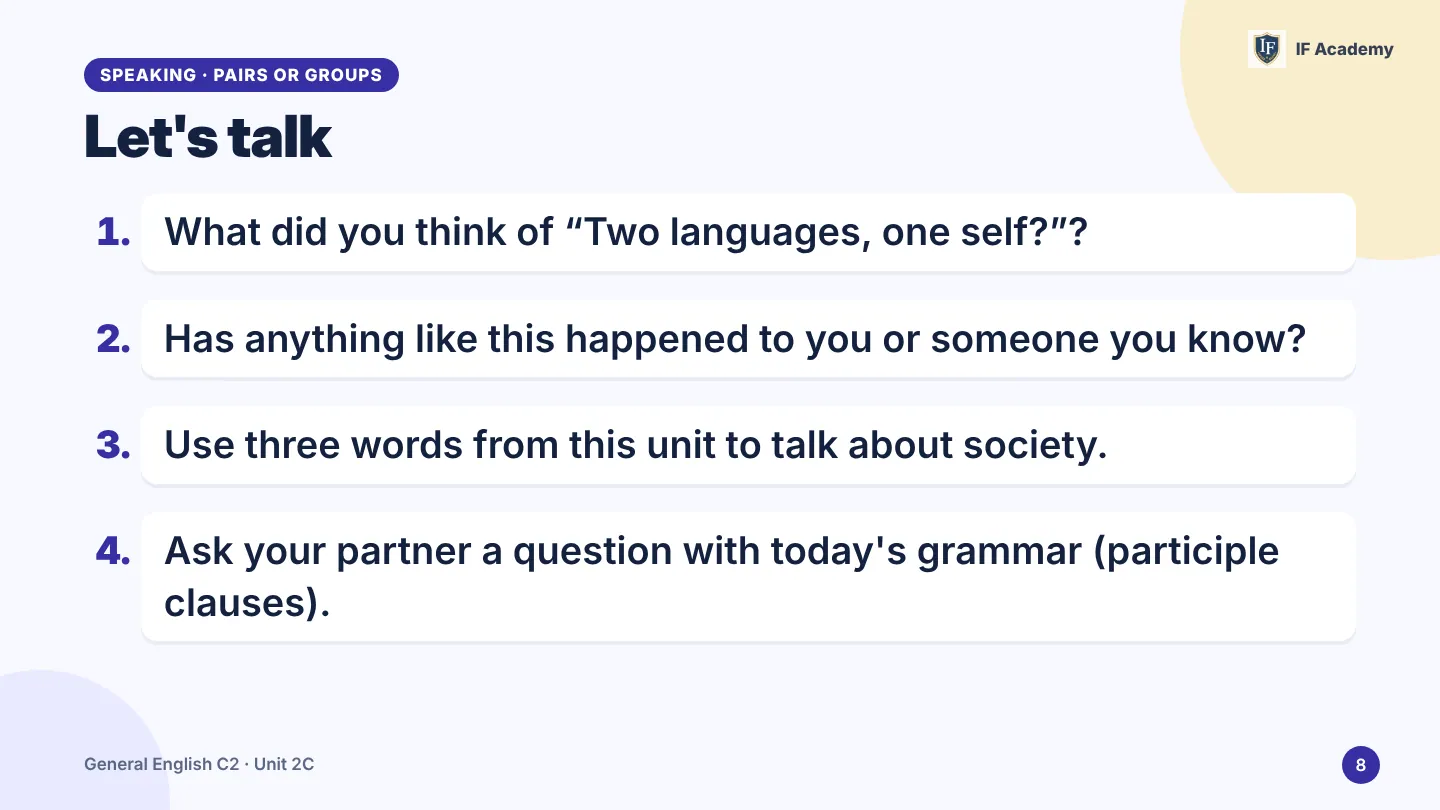 IF
IF Academy
SPEAKING · PAIRS OR GROUPS
Let's talk
1. What did you think of “Two languages, one self?”?
2. Has anything like this happened to you or someone you know?
3. Use three words from this unit to talk about society.
4. Ask your partner a question with today's grammar (participle
clauses).
General English C2 · Unit 2C
8